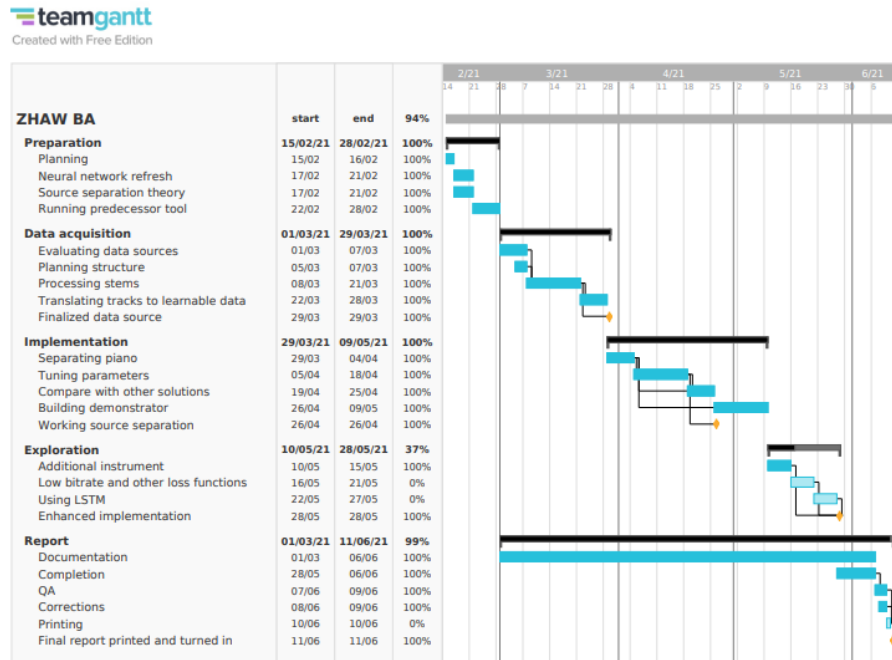 teamgantt
Created with Free Edition
2/21 3/21 4/21 5/21 6/21
14 21 28 7 14 21 28 4 11 18 25 2 9 16 23 30 6
ZHAW BA start end 94%
Preparation 15/02/21 28/02/21 100%
Planning 15/02 16/02 100%
Neural network refresh 17/02 21/02 100%
Source separation theory 17/02 21/02 100%
Running predecessor tool 22/02 28/02 100%
Data acquisition 01/03/21 29/03/21 100%
Evaluating data sources 01/03 07/03 100%
Planning structure 05/03 07/03 100%
Processing stems 08/03 21/03 100%
Translating tracks to learnable data 22/03 28/03 100%
Finalized data source 29/03 29/03 100%
Implementation 29/03/21 09/05/21 100%
Separating piano 29/03 04/04 100%
Tuning parameters 05/04 18/04 100%
Compare with other solutions 19/04 25/04 100%
Building demonstrator 26/04 09/05 100%
Working source separation 26/04 26/04 100%
Exploration 10/05/21 28/05/21 37%
Additional instrument 10/05 15/05 100%
Low bitrate and other loss functions 16/05 21/05 0%
Using LSTM 22/05 27/05 0%
Enhanced implementation 28/05 28/05 100%
Report 01/03/21 11/06/21 99%
Documentation 01/03 06/06 100%
Completion 28/05 06/06 100%
QA 07/06 09/06 100%
Corrections 08/06 09/06 100%
Printing 10/06 10/06 0%
Final report printed and turned in 11/06 11/06 100%